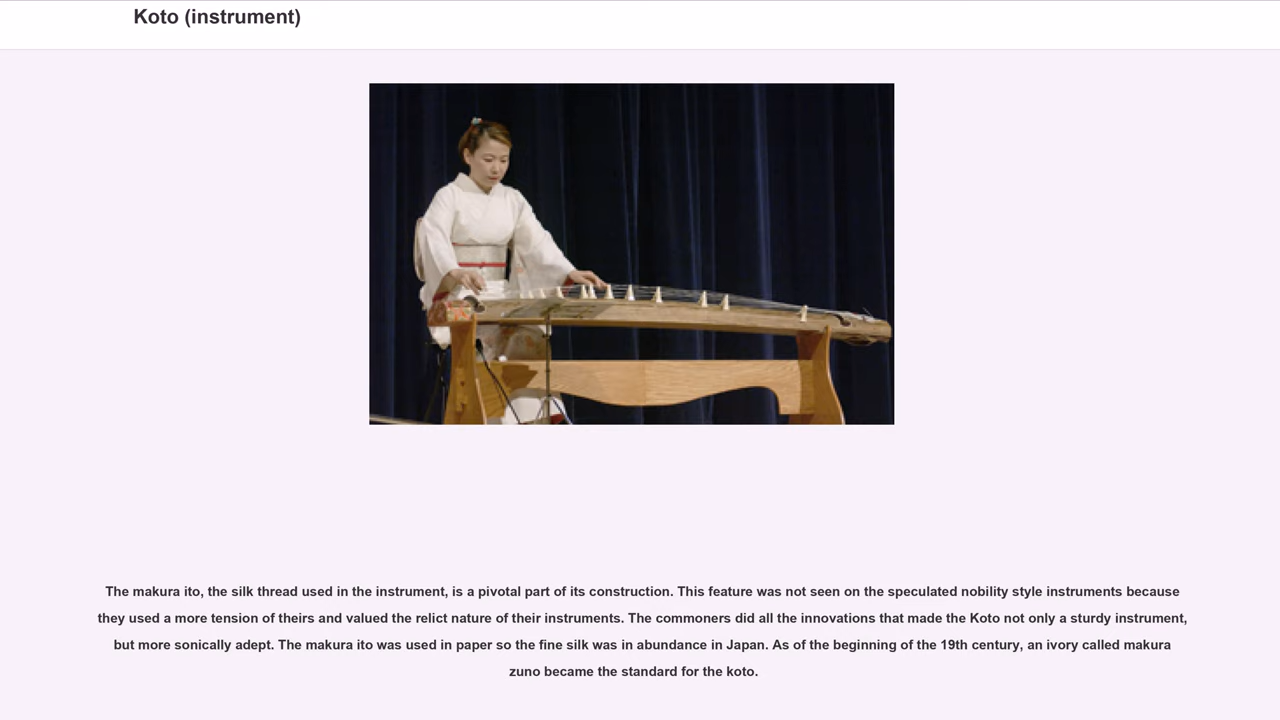 Koto (instrument)
The makura ito, the silk thread used in the instrument, is a pivotal part of its construction. This feature was not seen on the speculated nobility style instruments because
they used a more tension of theirs and valued the relict nature of their instruments. The commoners did all the innovations that made the Koto not only a sturdy instrument,
but more sonically adept. The makura ito was used in paper so the fine silk was in abundance in Japan. As of the beginning of the 19th century, an ivory called makura
zuno became the standard for the koto.